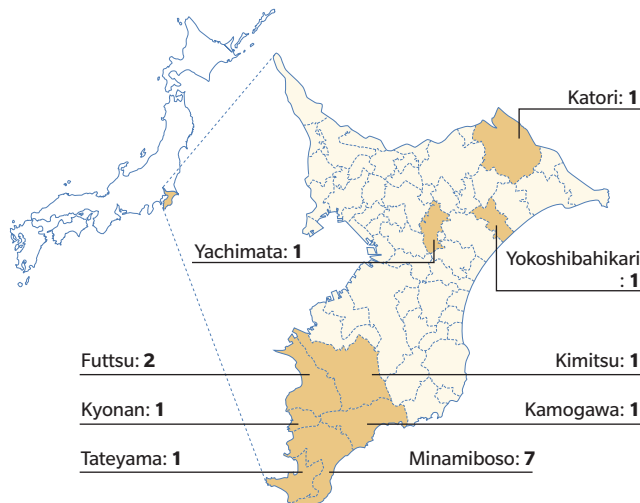 Katori: 1
Yachimata: 1
Yokoshibahikari
: 1
Futtsu: 2
Kimitsu: 1
Kyonan: 1
Kamogawa: 1
Tateyama: 1
Minamiboso: 7